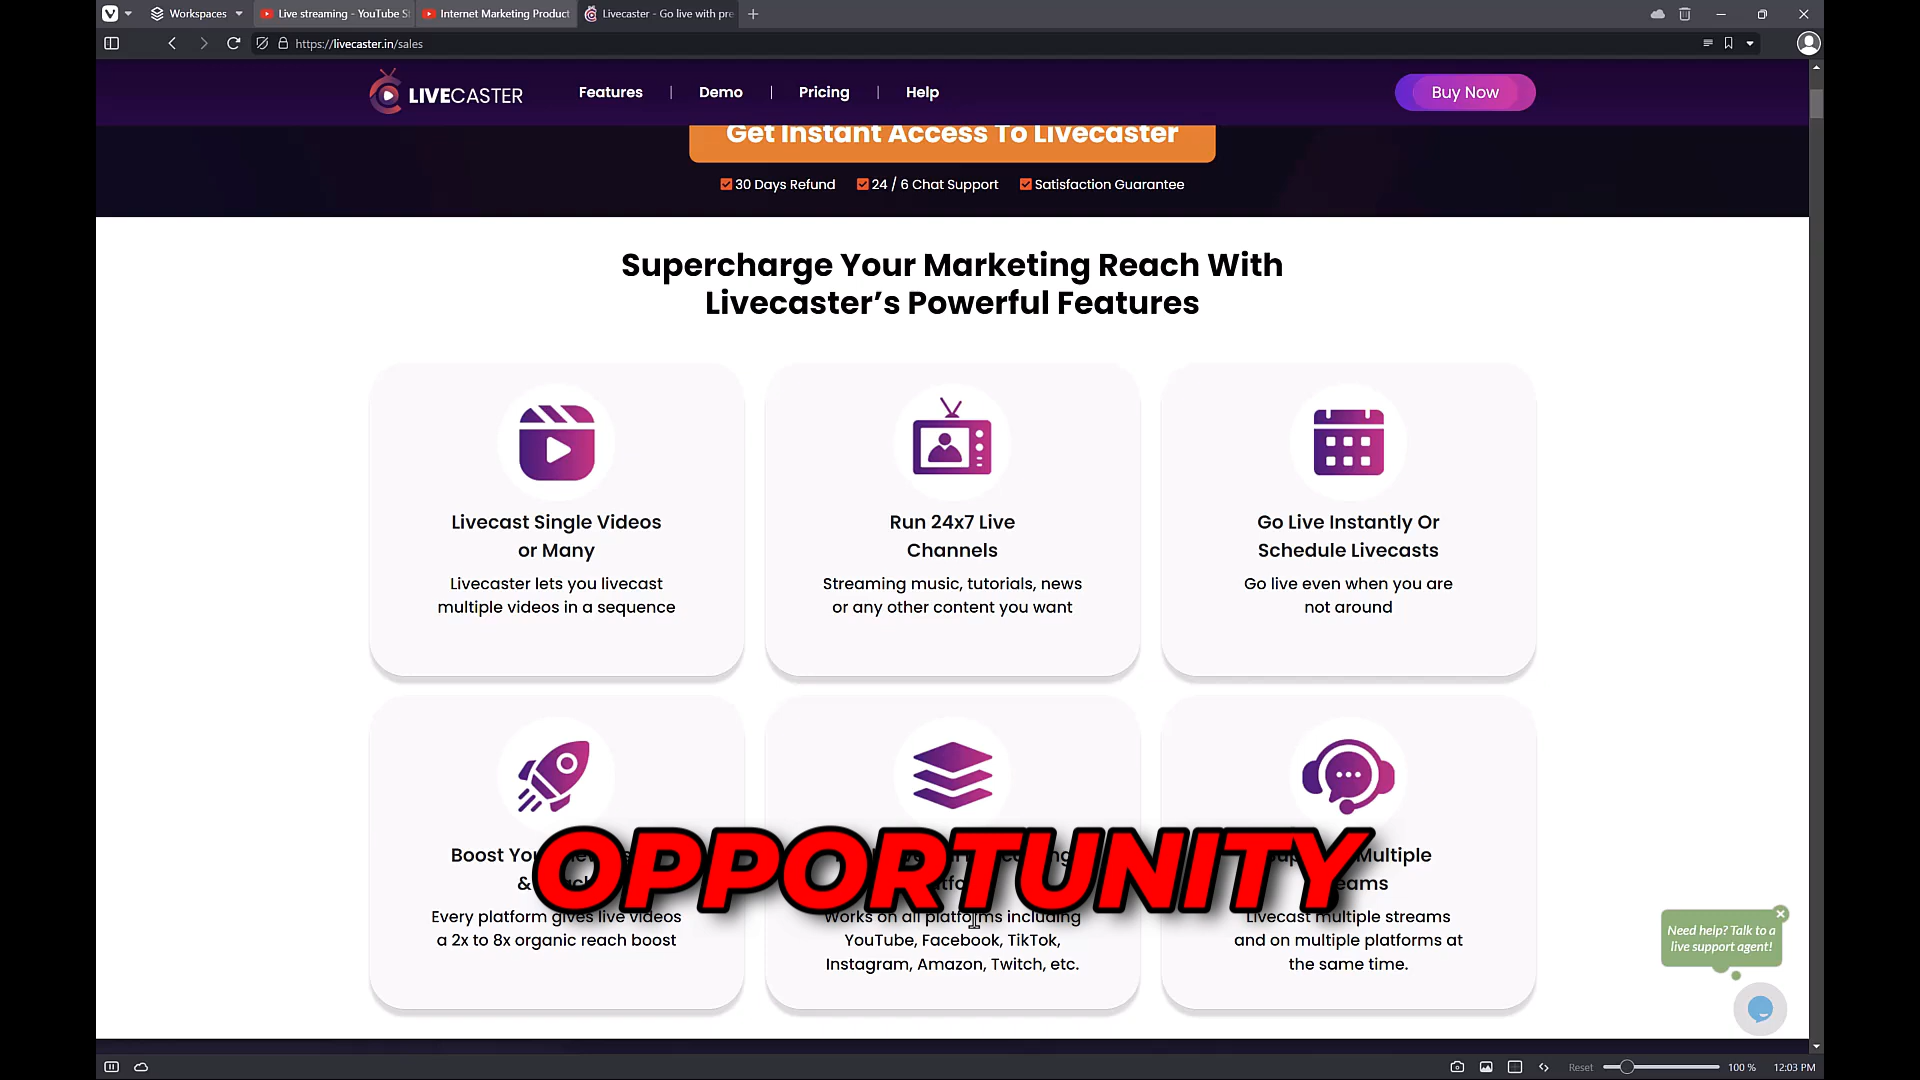 Workspaces
Live streaming - YouTube S
Internet Marketing Product
Livecaster - Go live with pre
https://livecaster.in/sales
LIVECASTER
Features | Demo | Pricing | Help
Buy Now
Get Instant Access To Livecaster
30 Days Refund
24 / 6 Chat Support
Satisfaction Guarantee
Supercharge Your Marketing Reach With
Livecaster’s Powerful Features
Livecast Single Videos
or Many
Livecaster lets you livecast
multiple videos in a sequence
Run 24x7 Live
Channels
Streaming music, tutorials, news
or any other content you want
Go Live Instantly Or
Schedule Livecasts
Go live even when you are
not around
Boost
&
Every platform gives live videos
a 2x to 8x organic reach boost
Works on all platforms including
YouTube, Facebook, TikTok,
Instagram, Amazon, Twitch, etc.
Multiple
Livecast multiple streams
and on multiple platforms at
the same time.
OPPORTUNITY
Need help? Talk to a
live support agent!
Reset
100 %
12:03 PM